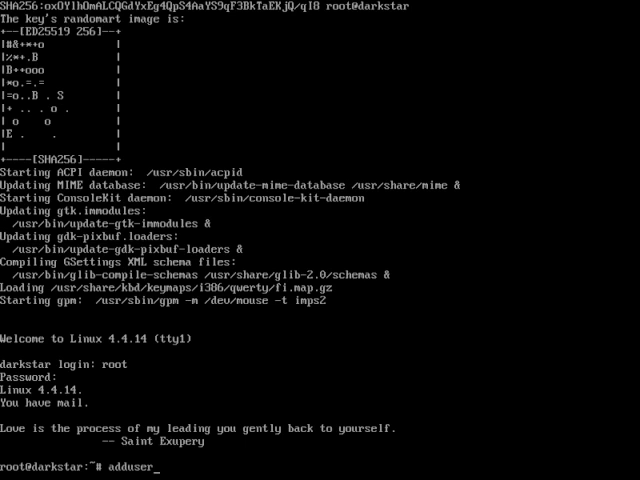 SHA256:oxOYlhOmALCQGdYxEg4QpS4AaYS9qF3BkTaEKjQ/qI8 root@darkstar
The key's randomart image is:
+--[ED25519 256]--+
|#&+*+o           |
|%*+.B            |
|B++ooo           |
|*o.=.=           |
|=o..B . S        |
|+ .. . o .       |
| o    o          |
|E .    .         |
|                 |
+----[SHA256]-----+
Starting ACPI daemon:  /usr/sbin/acpid
Updating MIME database:  /usr/bin/update-mime-database /usr/share/mime &
Starting ConsoleKit daemon:  /usr/sbin/console-kit-daemon
Updating gtk.immodules:
  /usr/bin/update-gtk-immodules &
Updating gdk-pixbuf.loaders:
  /usr/bin/update-gdk-pixbuf-loaders &
Compiling GSettings XML schema files:
  /usr/bin/glib-compile-schemas /usr/share/glib-2.0/schemas &
Loading /usr/share/kbd/keymaps/i386/qwerty/fi.map.gz
Starting gpm:  /usr/sbin/gpm -m /dev/mouse -t imps2
Welcome to Linux 4.4.14 (tty1)
darkstar login: root
Password:
Linux 4.4.14.
You have mail.
Love is the process of my leading you gently back to yourself.
                -- Saint Exupery
root@darkstar:~# adduser_